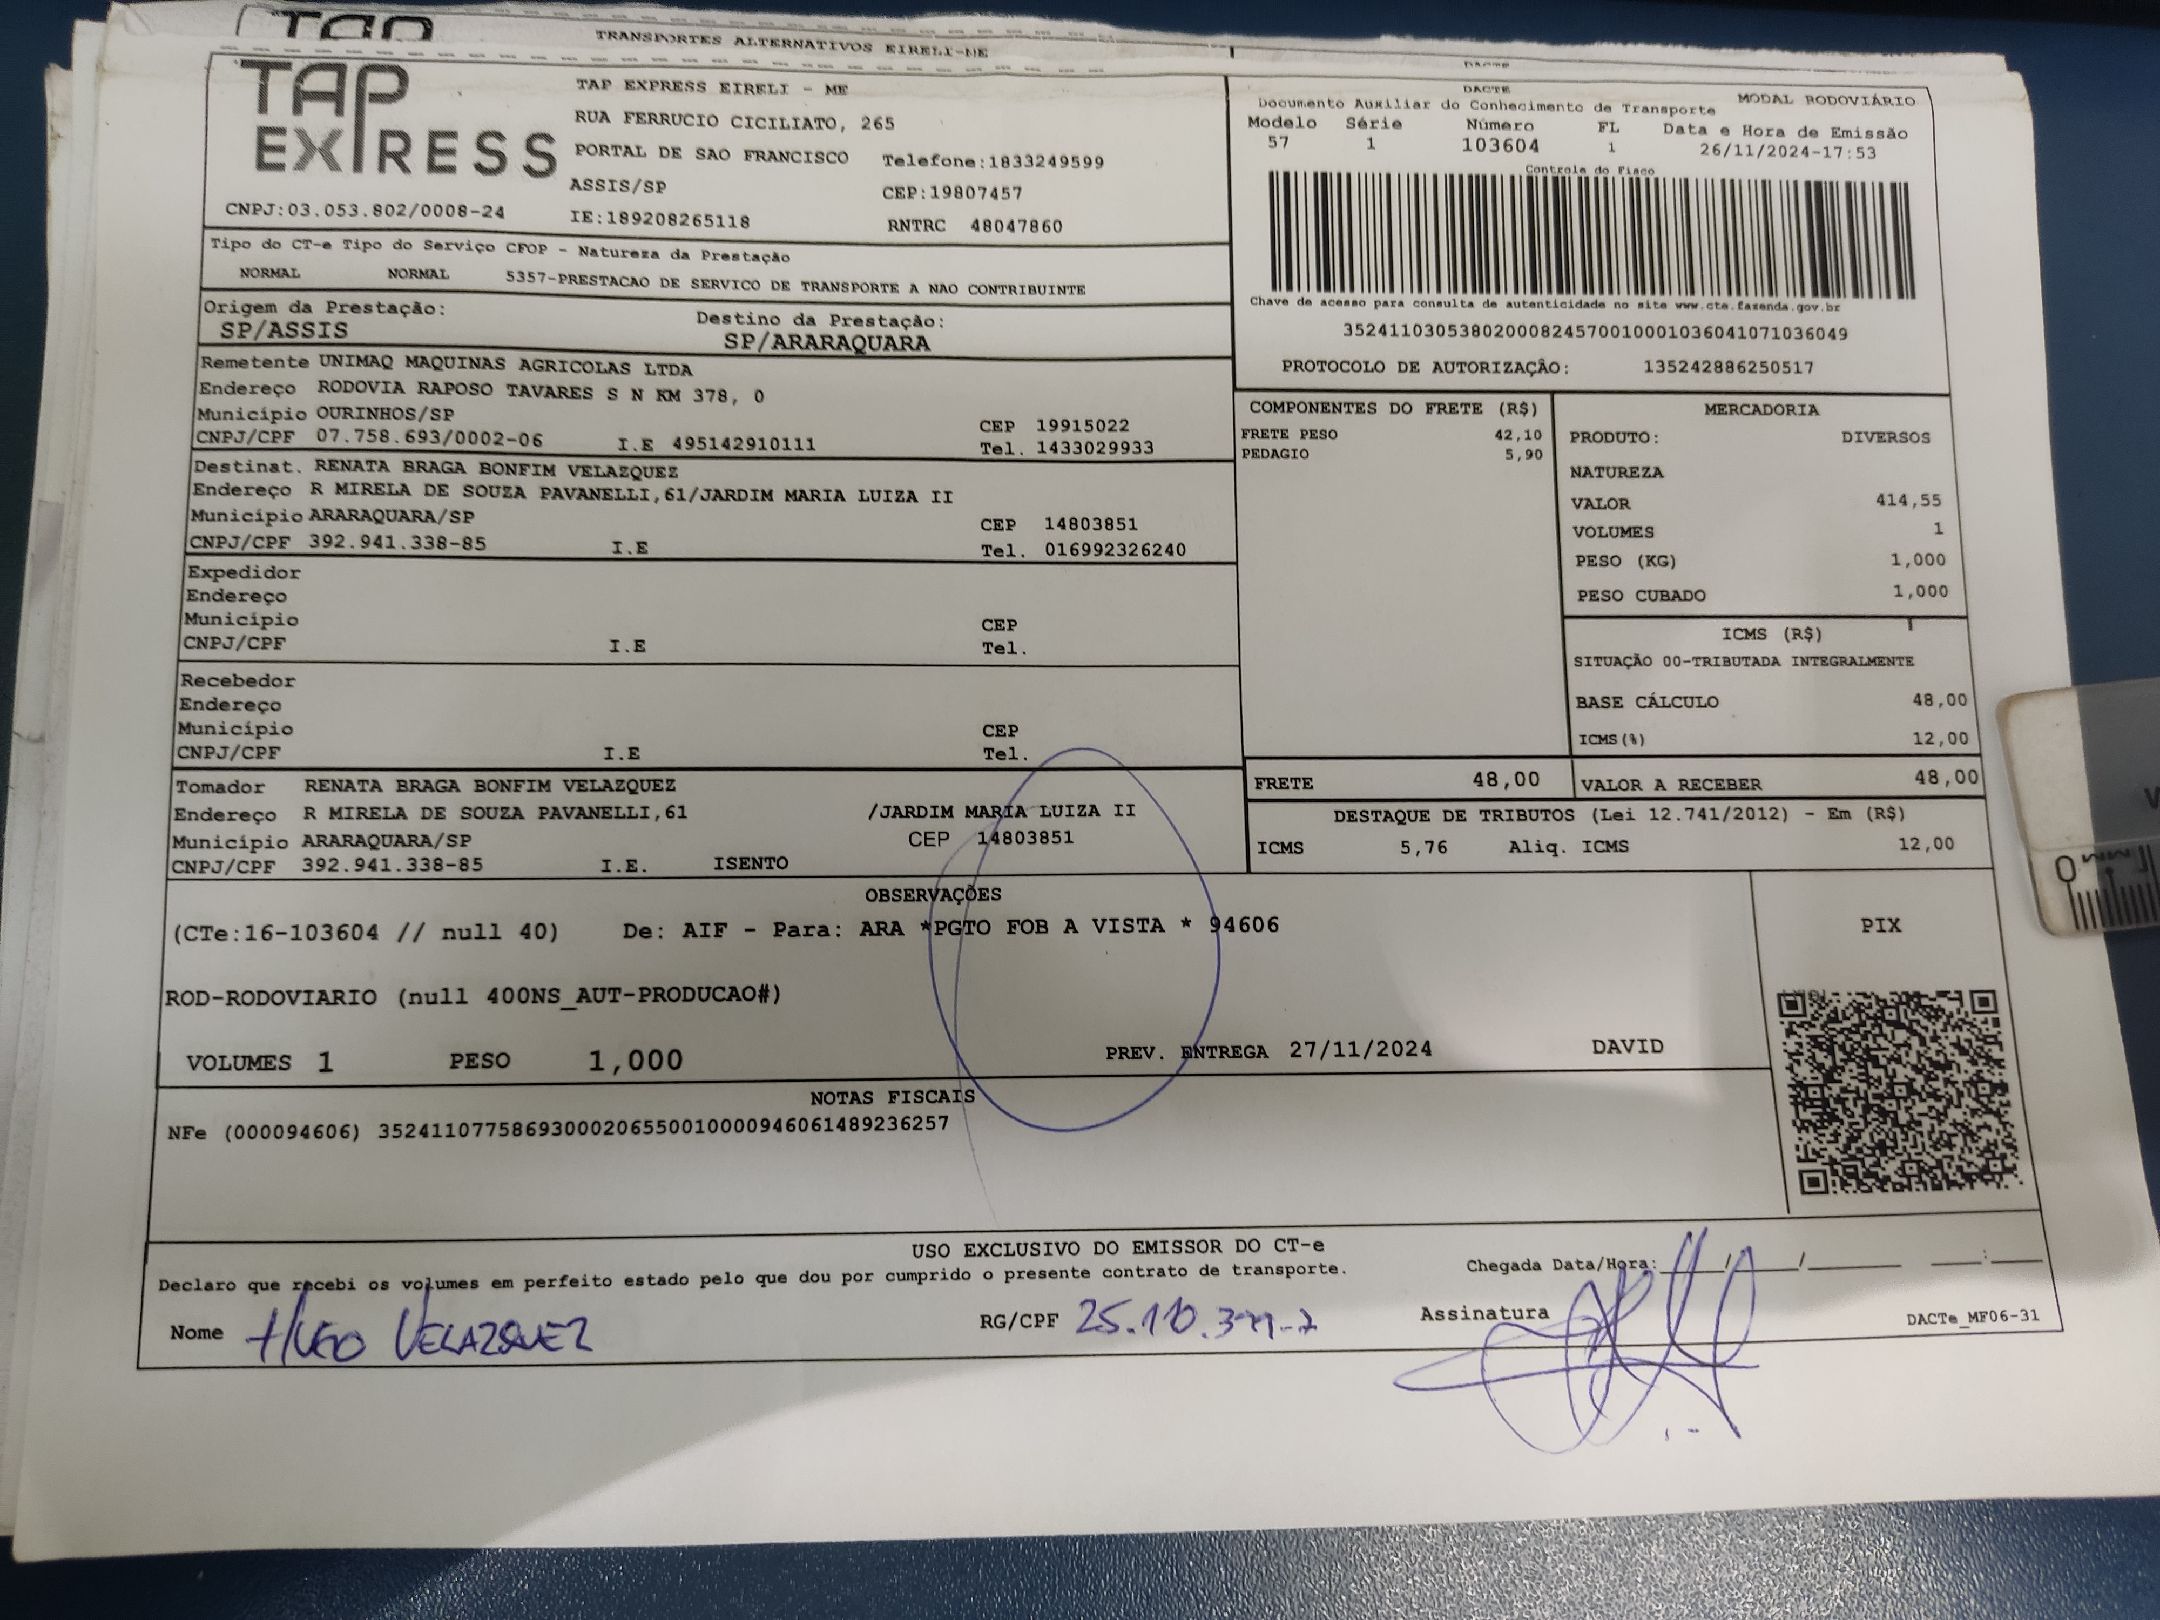 TAP
TRANSPORTES ALTERNATIVOS EIRELI-ME
DACTE
TAP
EXPRESS
CNPJ:03.053.802/0008-24
TAP EXPRESS EIRELI - ME
RUA FERRUCIO CICILIATO, 265
PORTAL DE SAO FRANCISCO Telefone:1833249599
ASSIS/SP CEP:19807457
IE:189208265118 RNTRC 48047860
DACTE
Documento Auxiliar do Conhecimento de Transporte MODAL RODOVIÁRIO
Modelo Série Número FL Data e Hora de Emissão
57 1 103604 1 26/11/2024-17:53
Controle do Fisco
Chave de acesso para consulta de autenticidade no site www.cte.fazenda.gov.br
35241103053802000824570010001036041071036049
PROTOCOLO DE AUTORIZAÇÃO: 135242886250517
Tipo do CT-e Tipo do Serviço CFOP - Natureza da Prestação
NORMAL NORMAL 5357-PRESTACAO DE SERVICO DE TRANSPORTE A NAO CONTRIBUINTE
Origem da Prestação: Destino da Prestação:
SP/ASSIS SP/ARARAQUARA
Remetente UNIMAQ MAQUINAS AGRICOLAS LTDA
Endereço RODOVIA RAPOSO TAVARES S N KM 378, 0
Município OURINHOS/SP CEP 19915022
CNPJ/CPF 07.758.693/0002-06 I.E 495142910111 Tel. 1433029933
Destinat. RENATA BRAGA BONFIM VELAZQUEZ
Endereço R MIRELA DE SOUZA PAVANELLI,61/JARDIM MARIA LUIZA II
Município ARARAQUARA/SP CEP 14803851
CNPJ/CPF 392.941.338-85 I.E Tel. 016992326240
Expedidor
Endereço
Município CEP
CNPJ/CPF I.E Tel.
Recebedor
Endereço
Município CEP
CNPJ/CPF I.E Tel.
Tomador RENATA BRAGA BONFIM VELAZQUEZ
Endereço R MIRELA DE SOUZA PAVANELLI,61 /JARDIM MARIA LUIZA II
Município ARARAQUARA/SP CEP 14803851
CNPJ/CPF 392.941.338-85 I.E. ISENTO
COMPONENTES DO FRETE (R$)
FRETE PESO 42,10
PEDAGIO 5,90
MERCADORIA
PRODUTO: DIVERSOS
NATUREZA
VALOR 414,55
VOLUMES 1
PESO (KG) 1,000
PESO CUBADO 1,000
ICMS (R$)
SITUAÇÃO 00-TRIBUTADA INTEGRALMENTE
BASE CÁLCULO 48,00
ICMS(%) 12,00
FRETE 48,00 VALOR A RECEBER 48,00
DESTAQUE DE TRIBUTOS (Lei 12.741/2012) - Em (R$)
ICMS 5,76 Aliq. ICMS 12,00
OBSERVAÇÕES
(CTe:16-103604 // null 40) De: AIF - Para: ARA *PGTO FOB A VISTA * 94606
ROD-RODOVIARIO (null 400NS_AUT-PRODUCAO#)
VOLUMES 1 PESO 1,000 PREV. ENTREGA 27/11/2024 DAVID
PIX
NOTAS FISCAIS
NFe (000094606) 35241107758693000206550010000946061489236257
USO EXCLUSIVO DO EMISSOR DO CT-e
Declaro que recebi os volumes em perfeito estado pelo que dou por cumprido o presente contrato de transporte. Chegada Data/Hora:____/____/____ ___:___
Nome HUGO VELAZQUEZ RG/CPF Assinatura DACTe_MF06-31
0